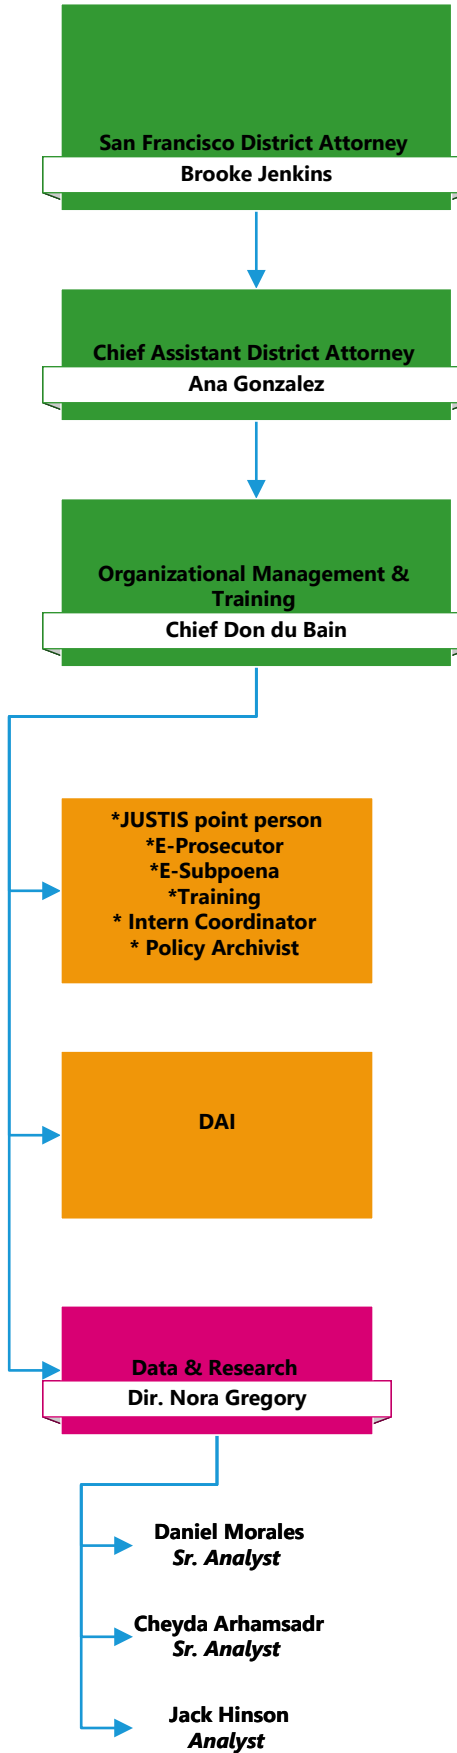 San Francisco District Attorney
Brooke Jenkins
Chief Assistant District Attorney
Ana Gonzalez
Organizational Management &
Training
Chief Don du Bain
*JUSTIS point person
*E-Prosecutor
*E-Subpoena
*Training
* Intern Coordinator
* Policy Archivist
DAI
Data & Research
Dir. Nora Gregory
Daniel Morales
Sr. Analyst
Cheyda Arhamsadr
Sr. Analyst
Jack Hinson
Analyst